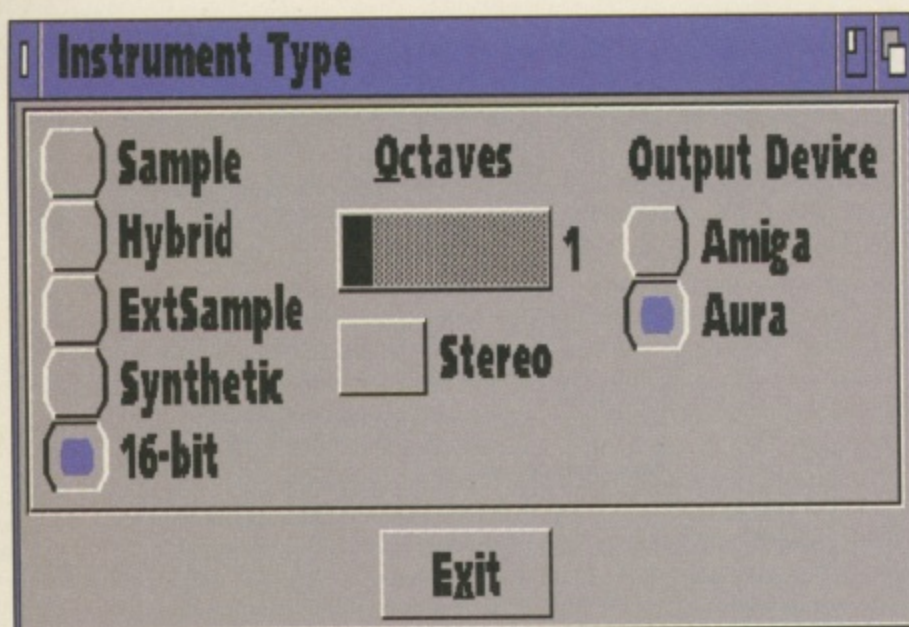 Instrument Type
Sample
Hybrid
ExtSample
Synthetic
16-bit
Octaves
1
Stereo
Output Device
Amiga
Aura
Exit